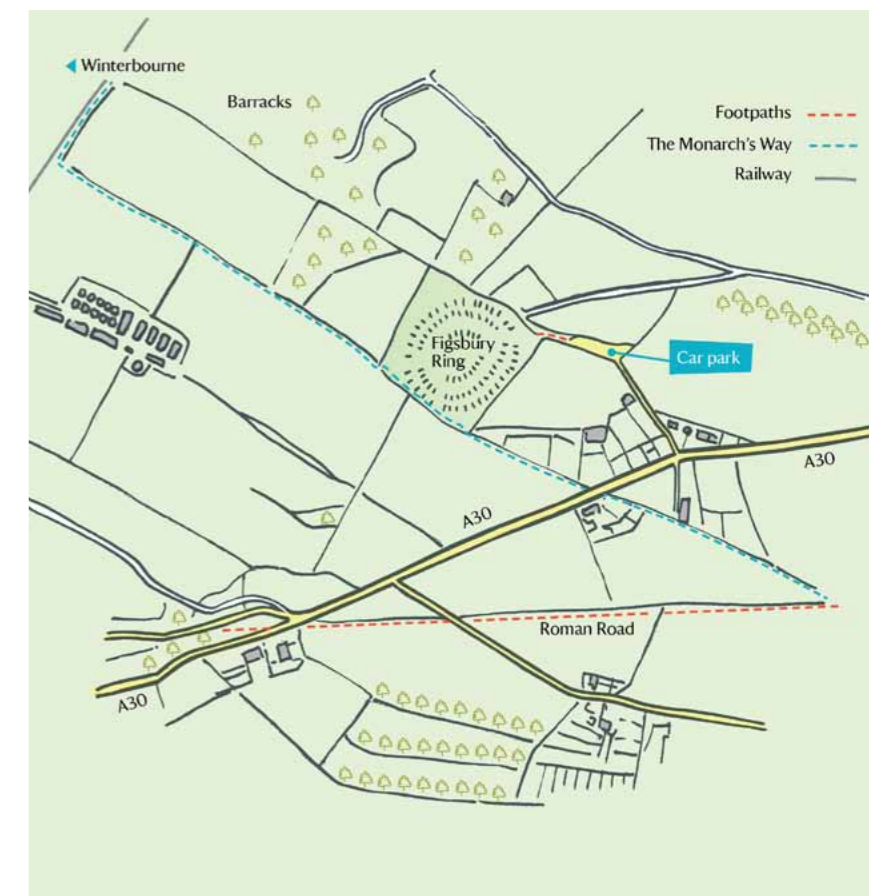 Winterbourne
Barracks
Footpaths
The Monarch's Way
Railway
Figsbury
Ring
Car park
A30
A30
Roman Road
A30